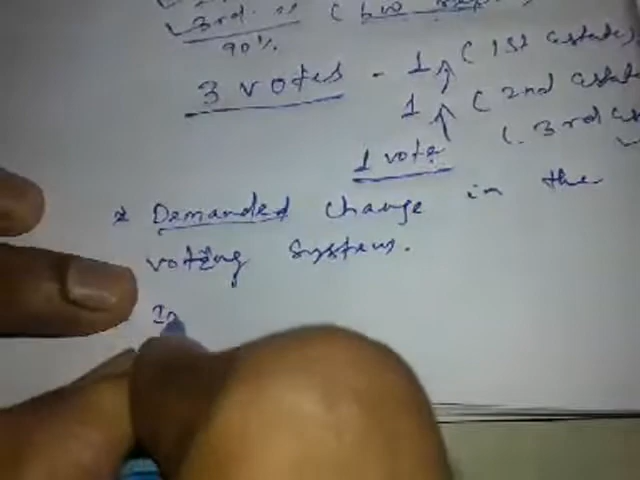 3rd
90%
3 votes - 1 (1st estate)
1 (2nd estate
1 vote (3rd
* Demanded change in the
voting system.